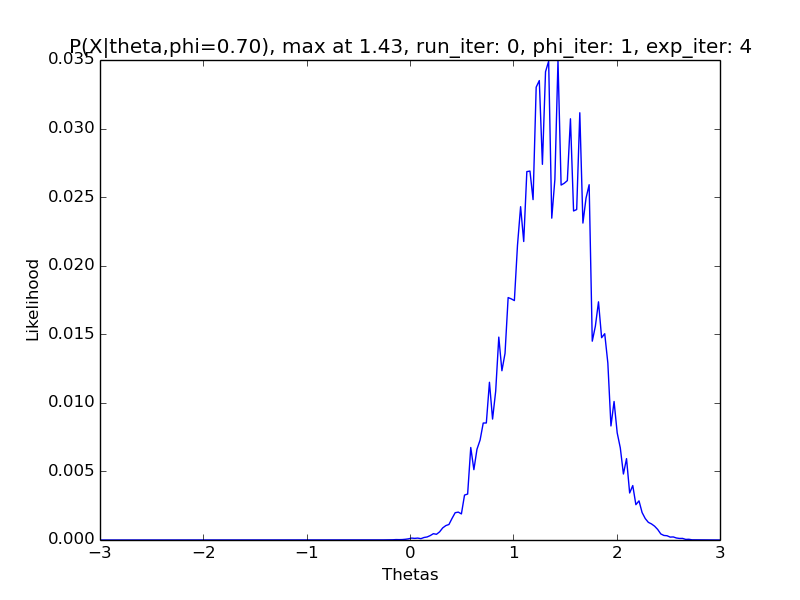 P(X|theta,phi=0.70), max at 1.43, run_iter: 0, phi_iter: 1, exp_iter: 4
0.035
0.030
0.025
0.020
0.015
0.010
0.005
0.000
Likelihood
−3 −2 −1 0 1 2 3
Thetas